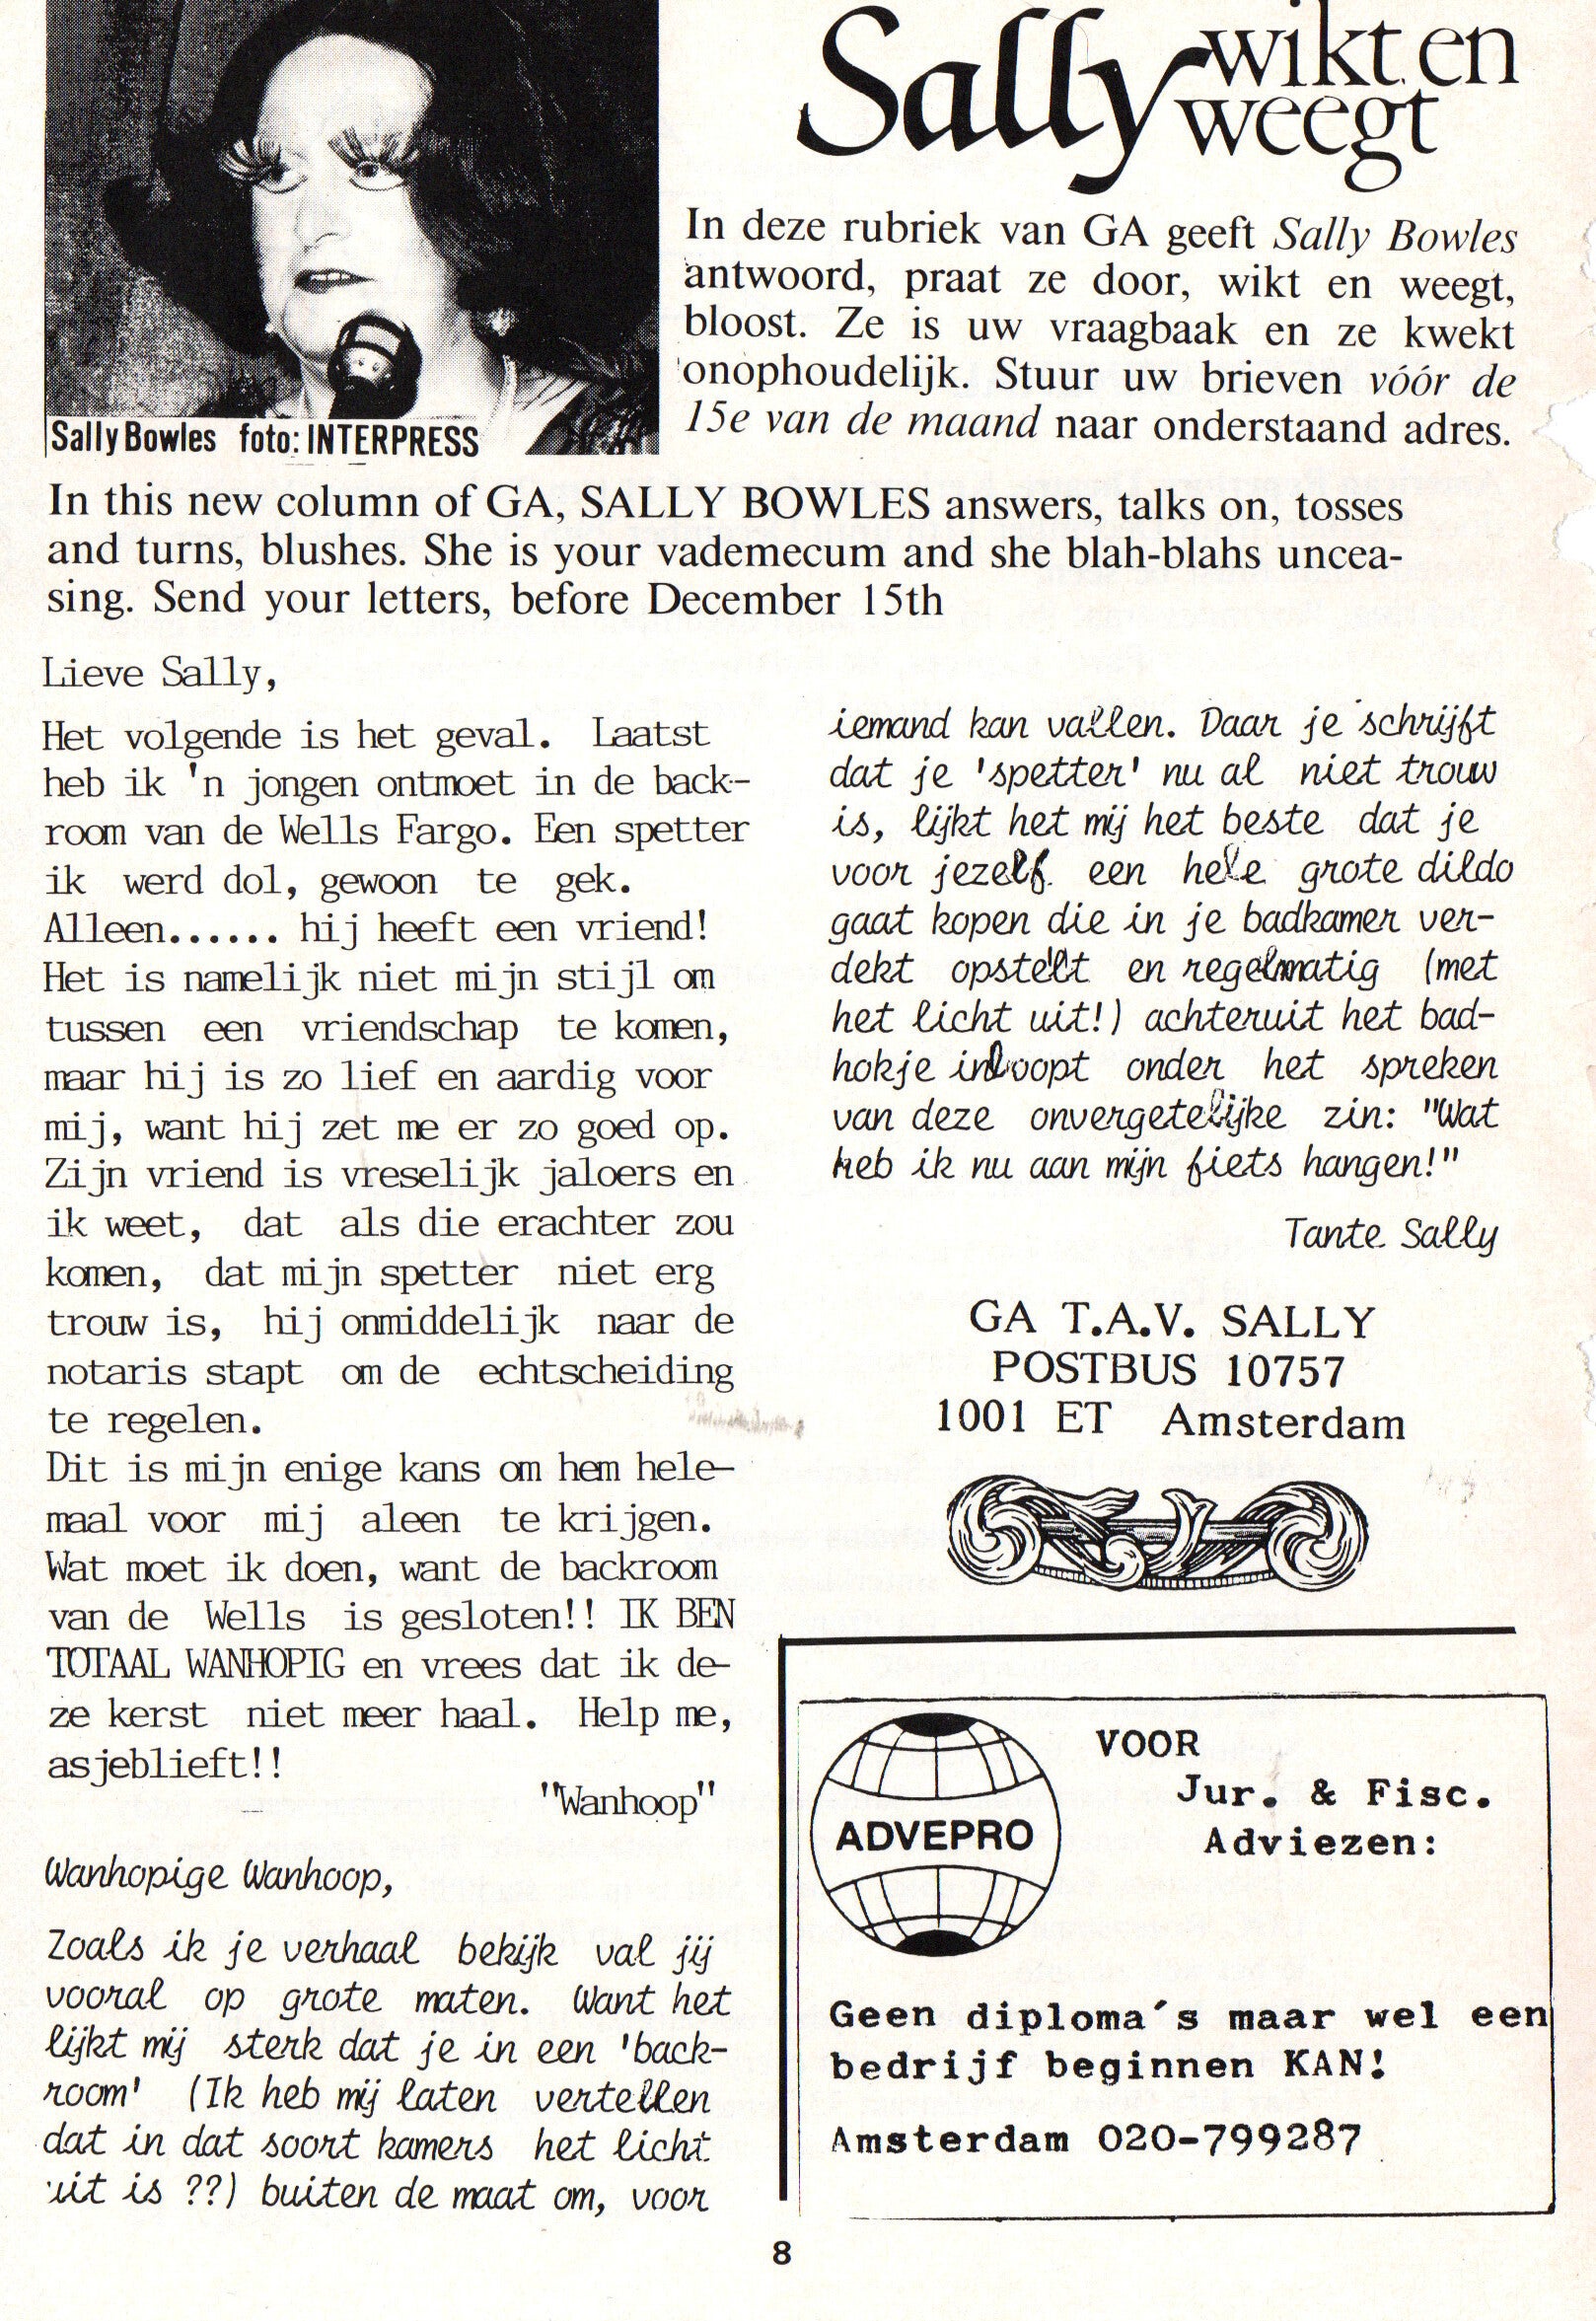 Sally wikt en
weegt
In deze rubriek van GA geeft Sally Bowles
antwoord, praat ze door, wikt en weegt,
bloost. Ze is uw vraagbaak en ze kwekt
onophoudelijk. Stuur uw brieven vóór de
15e van de maand naar onderstaand adres.
Sally Bowles foto: INTERPRESS
In this new column of GA, SALLY BOWLES answers, talks on, tosses
and turns, blushes. She is your vademecum and she blah-blahs uncea-
sing. Send your letters, before December 15th
Lieve Sally,
Het volgende is het geval. Laatst
heb ik 'n jongen ontmoet in de back-
room van de Wells Fargo. Een spetter
ik werd dol, gewoon te gek.
Alleen...... hij heeft een vriend!
Het is namelijk niet mijn stijl om
tussen een vriendschap te komen,
maar hij is zo lief en aardig voor
mij, want hij zet me er zo goed op.
Zijn vriend is vreselijk jaloers en
ik weet, dat als die erachter zou
komen, dat mijn spetter niet erg
trouw is, hij onmiddelijk naar de
notaris stapt om de echtscheiding
te regelen.
Dit is mijn enige kans om hem hele-
maal voor mij aleen te krijgen.
Wat moet ik doen, want de backroom
van de Wells is gesloten!! IK BEN
TOTAAL WANHOPIG en vrees dat ik de-
ze kerst niet meer haal. Help me,
asjeblieft!!
"Wanhoop"
Wanhopige Wanhoop,
Zoals ik je verhaal bekijk val jij
vooral op grote maten. Want het
lijkt mij sterk dat je in een 'back-
room' (Ik heb mij laten vertellen
dat in dat soort kamers het licht
uit is ??) buiten de maat om, voor
iemand kan vallen. Daar je schrijft
dat je 'spetter' nu al niet trouw
is, lijkt het mij het beste dat je
voor jezelf een hele grote dildo
gaat kopen die in je badkamer ver-
dekt opstelt en regelmatig (met
het licht uit!) achteruit het bad-
hokje inloopt onder het spreken
van deze onvergetelijke zin: "Wat
heb ik nu aan mijn fiets hangen!"
Tante Sally
GA T.A.V. SALLY
POSTBUS 10757
1001 ET Amsterdam
ADVEPRO
VOOR
Jur. & Fisc.
Adviezen:
Geen diploma's maar wel een
bedrijf beginnen KAN!
Amsterdam 020-799287
8